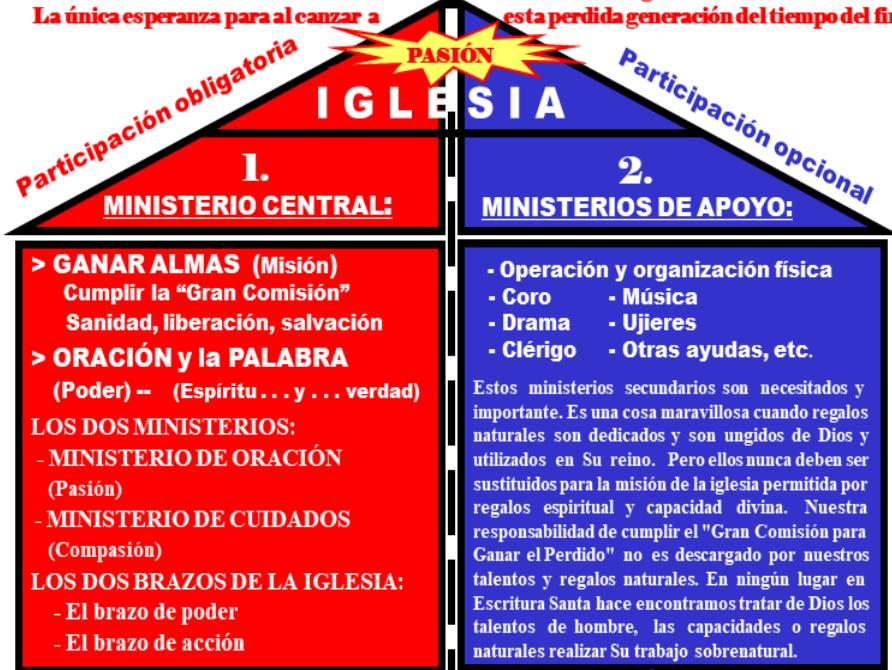 La única esperanza para al canzar a
esta perdida generación del tiempo del fin
PASIÓN
Participación obligatoria
Participación opcional
IGLESIA
1.
MINISTERIO CENTRAL:
> GANAR ALMAS (Misión)
Cumplir la “Gran Comisión”
Sanidad, liberación, salvación
> ORACIÓN y la PALABRA
(Poder) -- (Espíritu . . . y . . . verdad)
LOS DOS MINISTERIOS:
- MINISTERIO DE ORACIÓN
(Pasión)
- MINISTERIO DE CUIDADOS
(Compasión)
LOS DOS BRAZOS DE LA IGLESIA:
- El brazo de poder
- El brazo de acción
2.
MINISTERIOS DE APOYO:
- Operación y organización física
- Coro - Música
- Drama - Ujieres
- Clérigo - Otras ayudas, etc.
Estos ministerios secundarios son necesitados y
importante. Es una cosa maravillosa cuando regalos
naturales son dedicados y son ungidos de Dios y
utilizados en Su reino. Pero ellos nunca deben ser
sustituidos para la misión de la iglesia permitida por
regalos espiritual y capacidad divina. Nuestra
responsabilidad de cumplir el "Gran Comisión para
Ganar el Perdido" no es descargado por nuestros
talentos y regalos naturales. En ningún lugar en
Escritura Santa hace encontramos tratar de Dios los
talentos de hombre, las capacidades o regalos
naturales realizar Su trabajo sobrenatural.